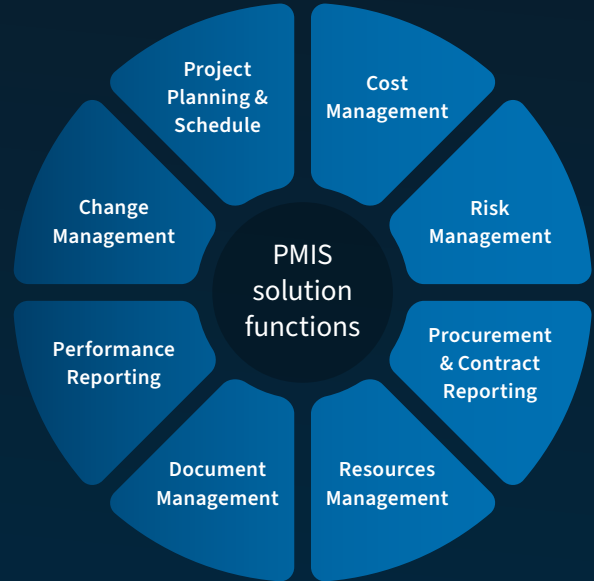 Project
Planning &
Schedule
Cost
Management
Risk
Management
Procurement
& Contract
Reporting
Resources
Management
Document
Management
Performance
Reporting
Change
Management
PMIS
solution
functions